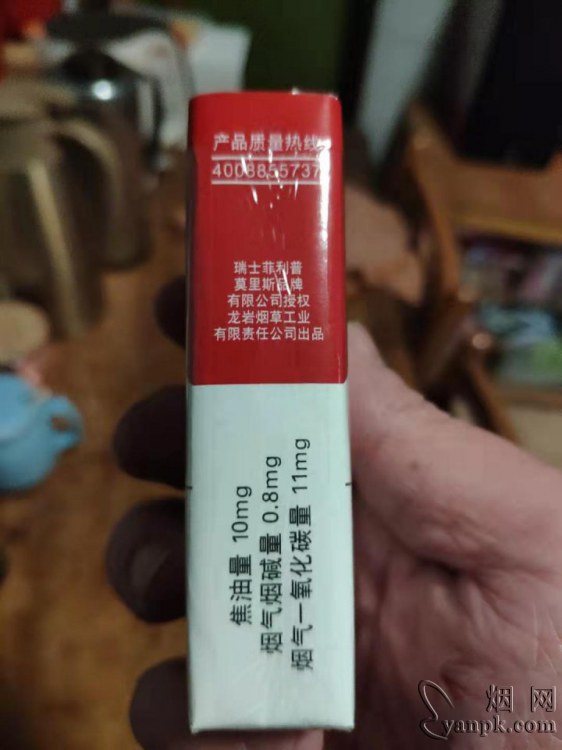 产品质量热线
4008855737
瑞士菲利普
莫里斯品牌
有限公司授权
龙岩烟草工业
有限责任公司出品
焦油量 10mg
烟气烟碱量 0.8mg
烟气一氧化碳量 11mg
烟网
yanpk.com